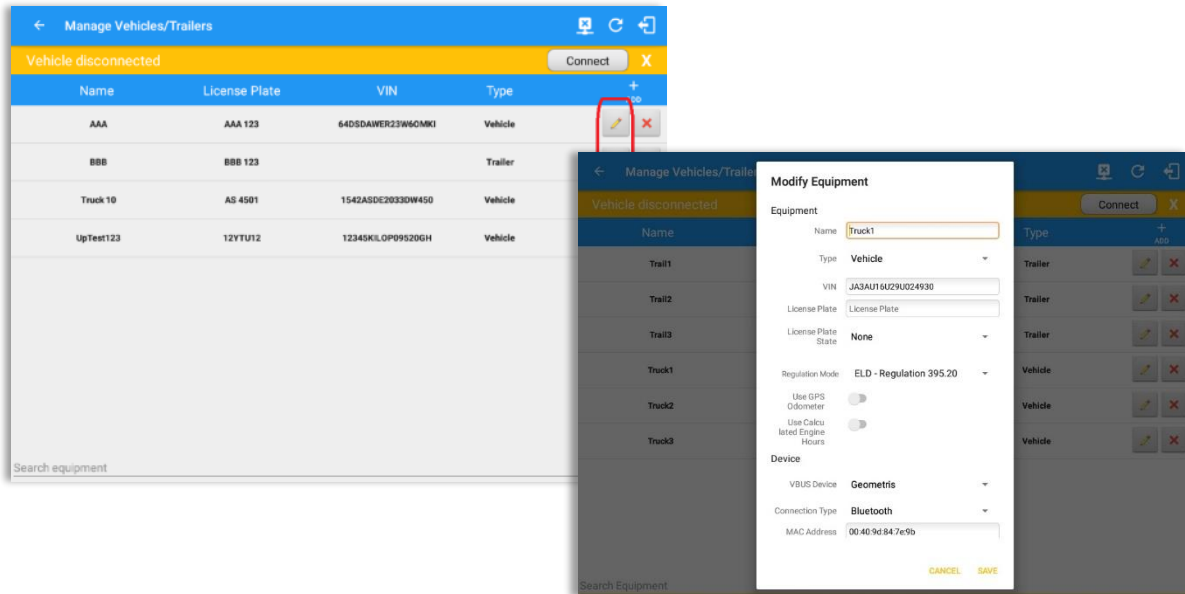 Manage Vehicles/Trailers
Vehicle disconnected Connect X
Name License Plate VIN Type + ADD
AAA AAA 123 64DSDAWER23W6OMKI Vehicle
BBB BBB 123 Trailer
Truck 10 AS 4501 1542ASDE2033DW450 Vehicle
UpTest123 12YTU12 12345KILOP09520GH Vehicle
Search equipment
Manage Vehicles/Trailer
Vehicle disconnected Connect X
Name Type + ADD
Trail1 Trailer
Trail2 Trailer
Trail3 Trailer
Truck1 Vehicle
Truck2 Vehicle
Truck3 Vehicle
Search Equipment
Modify Equipment
Equipment
Name Truck1
Type Vehicle
VIN JA3AU16U29U024930
License Plate License Plate
License Plate
State None
Regulation Mode ELD - Regulation 395.20
Use GPS
Odometer
Use Calcu
lated Engine
Hours
Device
VBUS Device Geometris
Connection Type Bluetooth
MAC Address 00:40:9d:84:7e:9b
CANCEL SAVE